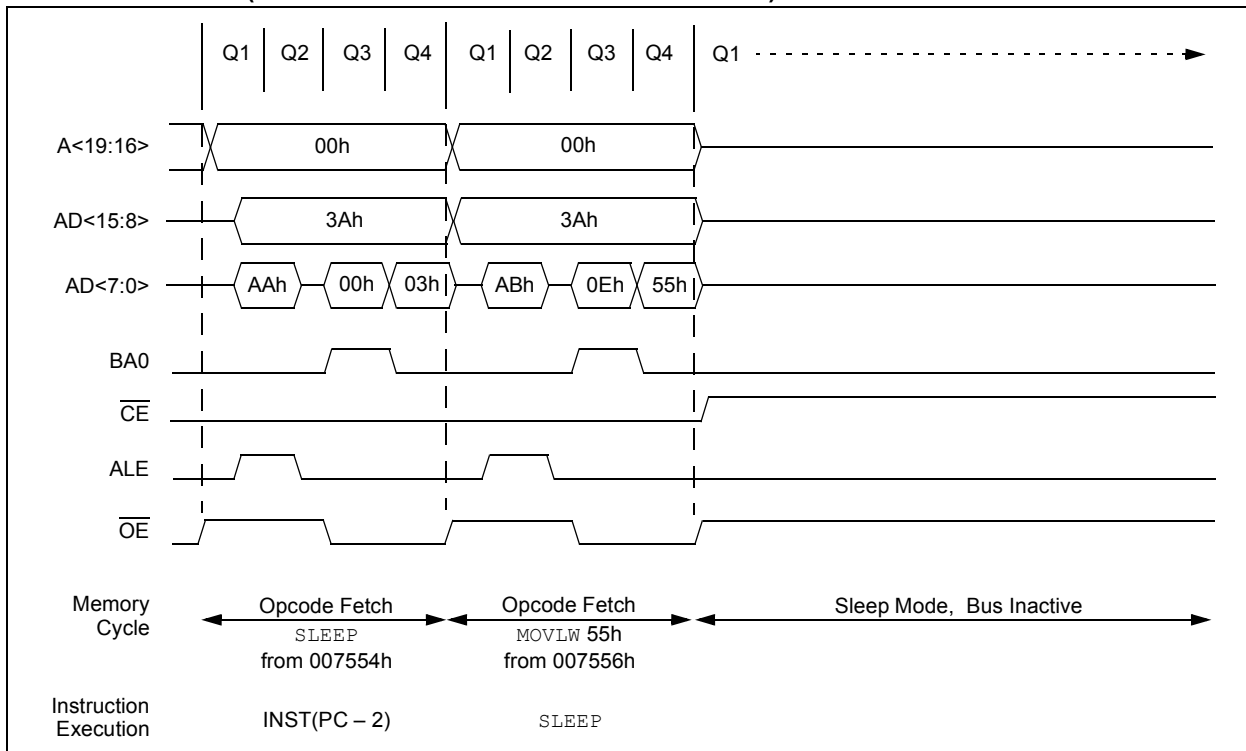 Q1 Q2 Q3 Q4 Q1 Q2 Q3 Q4 Q1
A<19:16> 00h 00h
AD<15:8> 3Ah 3Ah
AD<7:0> AAh 00h 03h ABh 0Eh 55h
BA0
CE
ALE
OE
Memory
Cycle
Opcode Fetch
SLEEP
from 007554h
Opcode Fetch
MOVLW 55h
from 007556h
Sleep Mode, Bus Inactive
Instruction
Execution
INST(PC – 2)
SLEEP